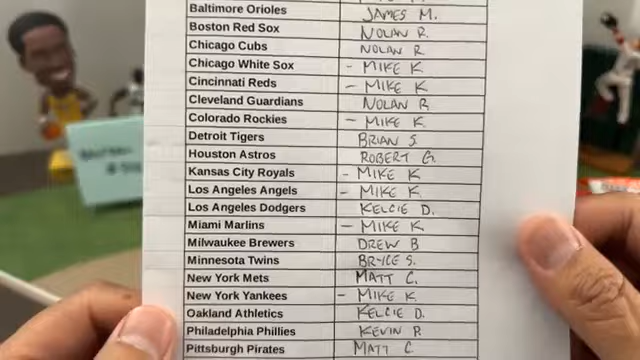 Baltimore Orioles JAMES M.
Boston Red Sox NOLAN R.
Chicago Cubs NOLAN R
Chicago White Sox - MIKE K
Cincinnati Reds - MIKE K
Cleveland Guardians NOLAN R
Colorado Rockies - MIKE K
Detroit Tigers BRIAN S.
Houston Astros ROBERT G.
Kansas City Royals - MIKE K
Los Angeles Angels - MIKE K
Los Angeles Dodgers KELCIE D.
Miami Marlins - MIKE K
Milwaukee Brewers DREW B
Minnesota Twins BRYCE S.
New York Mets MATT C.
New York Yankees - MIKE K
Oakland Athletics KELCIE D.
Philadelphia Phillies KEVIN P
Pittsburgh Pirates MATT C